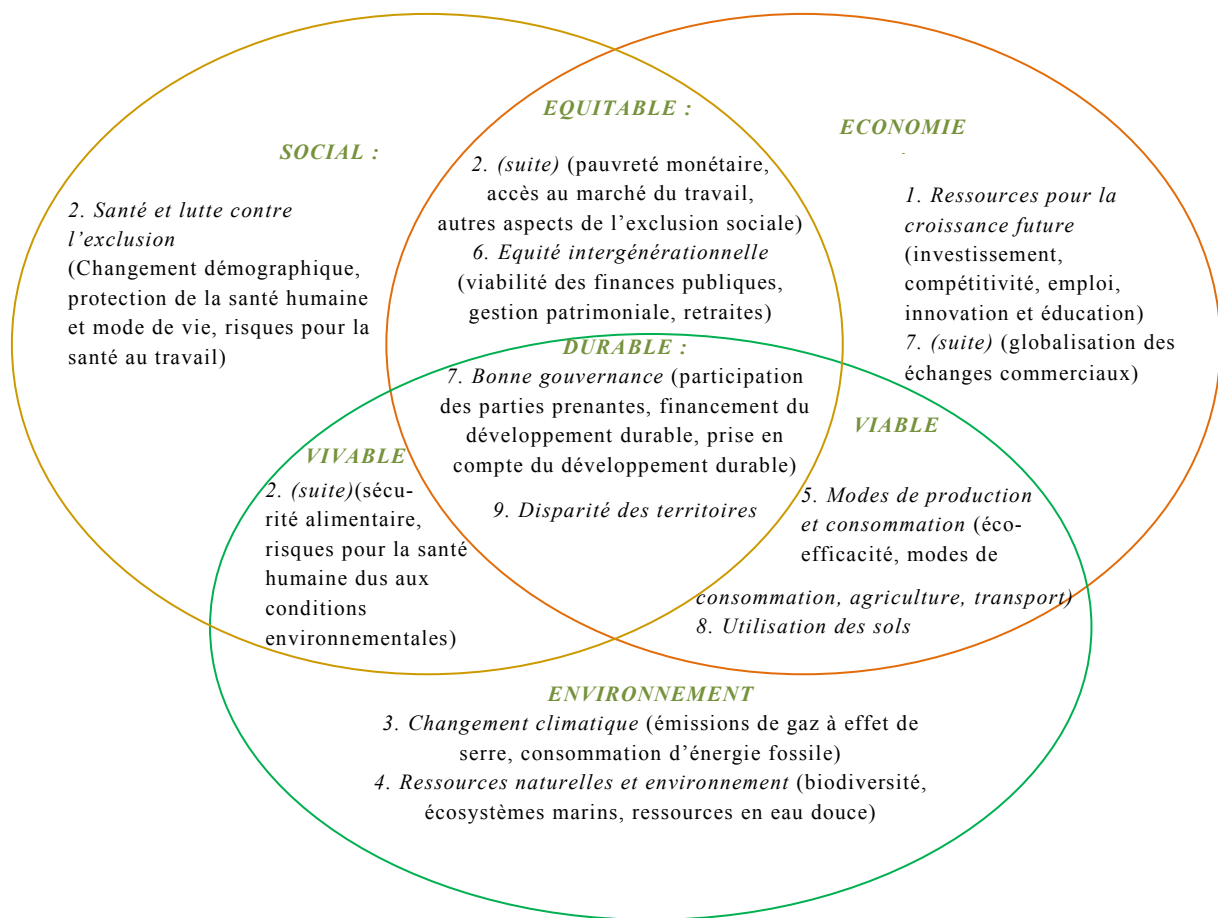 SOCIAL :
2. Santé et lutte contre
l’exclusion
(Changement démographique,
protection de la santé humaine
et mode de vie, risques pour la
santé au travail)
EQUITABLE :
2. (suite) (pauvreté monétaire,
accès au marché du travail,
autres aspects de l’exclusion sociale)
6. Equité intergénérationnelle
(viabilité des finances publiques,
gestion patrimoniale, retraites)
ECONOMIE
1. Ressources pour la
croissance future
(investissement,
compétitivité, emploi,
innovation et éducation)
7. (suite) (globalisation des
échanges commerciaux)
DURABLE :
7. Bonne gouvernance (participation
des parties prenantes, financement du
développement durable, prise en
compte du développement durable)
9. Disparité des territoires
VIVABLE
2. (suite)(sécu-
rité alimentaire,
risques pour la santé
humaine dus aux
conditions
environnementales)
VIABLE
5. Modes de production
et consommation (éco-
efficacité, modes de
consommation, agriculture, transport)
8. Utilisation des sols
ENVIRONNEMENT
3. Changement climatique (émissions de gaz à effet de
serre, consommation d’énergie fossile)
4. Ressources naturelles et environnement (biodiversité,
écosystèmes marins, ressources en eau douce)